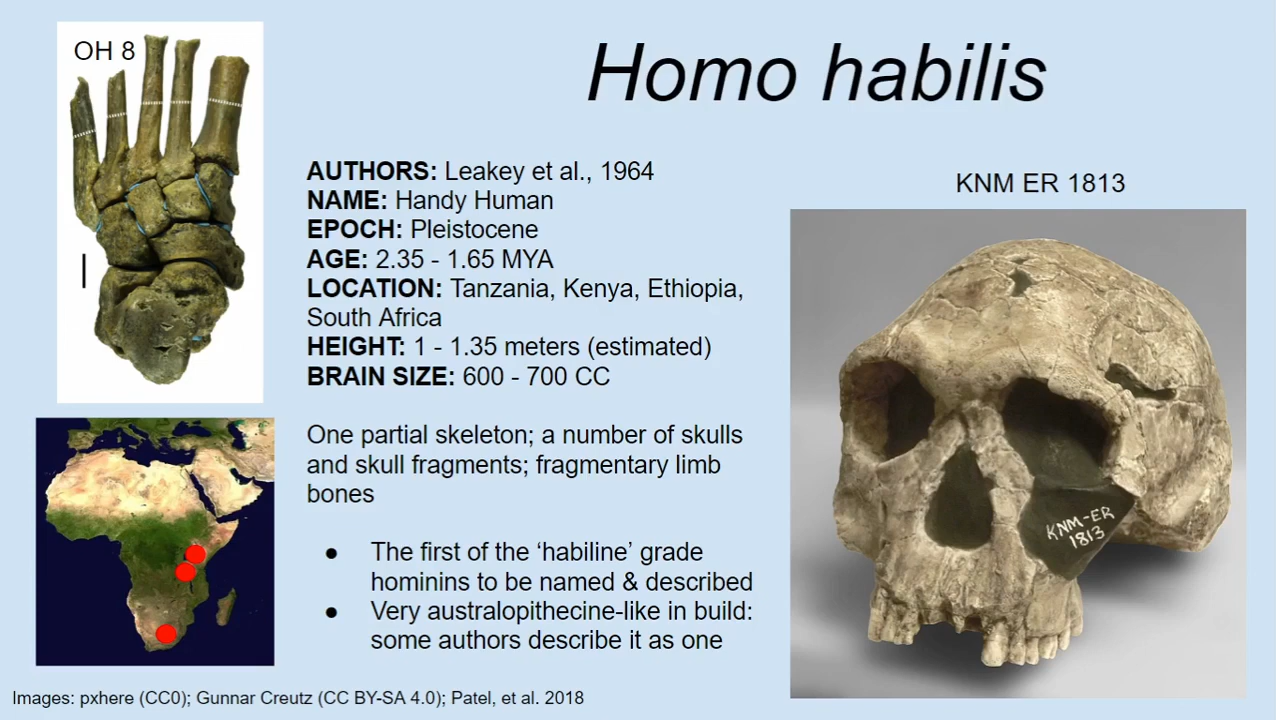 OH 8
Homo habilis
AUTHORS: Leakey et al., 1964
NAME: Handy Human
EPOCH: Pleistocene
AGE: 2.35 - 1.65 MYA
LOCATION: Tanzania, Kenya, Ethiopia,
South Africa
HEIGHT: 1 - 1.35 meters (estimated)
BRAIN SIZE: 600 - 700 CC
One partial skeleton; a number of skulls
and skull fragments; fragmentary limb
bones
● The first of the ‘habiline’ grade
hominins to be named & described
● Very australopithecine-like in build:
some authors describe it as one
KNM ER 1813
KNM-ER
1813
Images: pxhere (CC0); Gunnar Creutz (CC BY-SA 4.0); Patel, et al. 2018